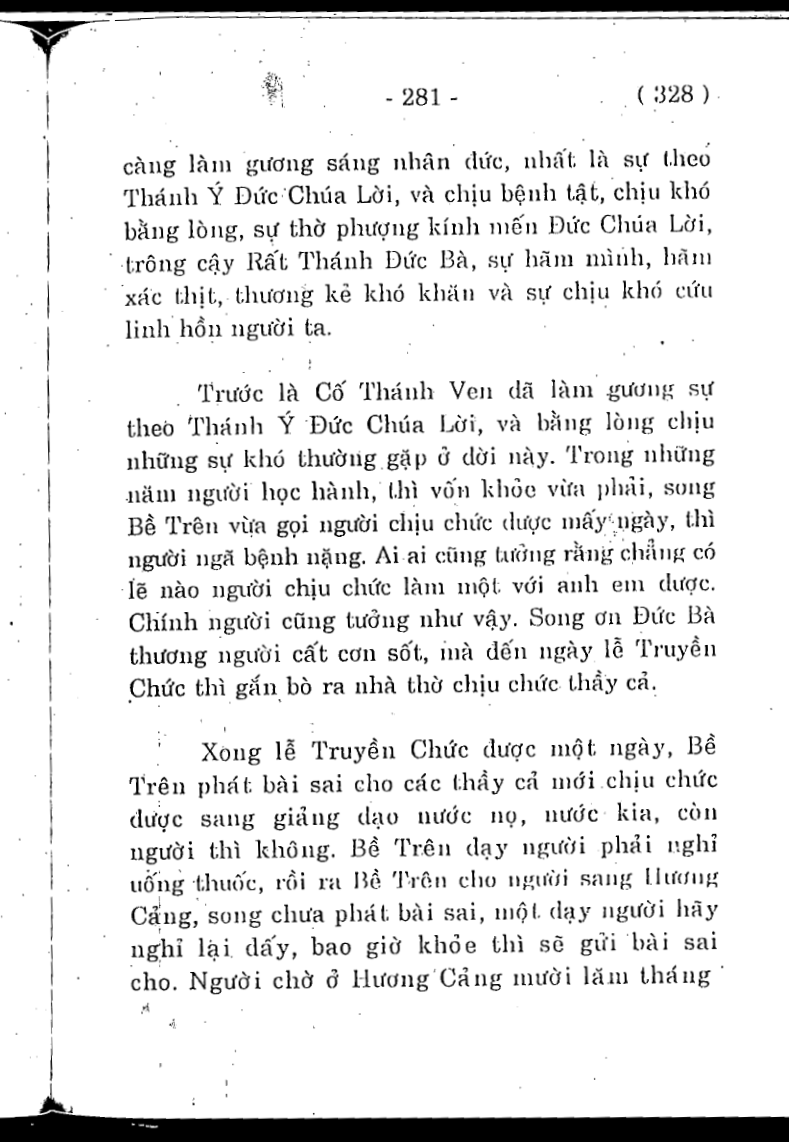 - 281 -
( 328 )
càng làm gương sáng nhân đức, nhất là sự theo
Thánh Ý Đức Chúa Lời, và chịu bệnh tật, chịu khó
bằng lòng, sự thờ phượng kính mến Đức Chúa Lời,
trông cậy Rất Thánh Đức Bà, sự hãm mình, hãm
xác thịt, thương kẻ khó khăn và sự chịu khó cứu
linh hồn người ta.
Trước là Cố Thánh Ven đã làm gương sự
theo Thánh Ý Đức Chúa Lời, và bằng lòng chịu
những sự khó thường gặp ở đời này. Trong những
năm người học hành, thì vốn khỏe vừa phải, song
Bề Trên vừa gọi người chịu chức được mấy ngày, thì
người ngã bệnh nặng. Ai ai cũng tưởng rằng chẳng có
lẽ nào người chịu chức làm một với anh em được.
Chính người cũng tưởng như vậy. Song ơn Đức Bà
thương người cất cơn sốt, mà đến ngày lễ Truyền
Chức thì gắn bò ra nhà thờ chịu chức thầy cả.
Xong lễ Truyền Chức được một ngày, Bề
Trên phát bài sai cho các thầy cả mới chịu chức
được sang giảng đạo nước nọ, nước kia, còn
người thì không. Bề Trên dạy người phải nghỉ
uống thuốc, rồi ra Bề Trên cho người sang Hương
Cảng, song chưa phát bài sai, một dạy người hãy
nghỉ lại đấy, bao giờ khỏe thì sẽ gửi bài sai
cho. Người chờ ở Hương Cảng mười lăm tháng